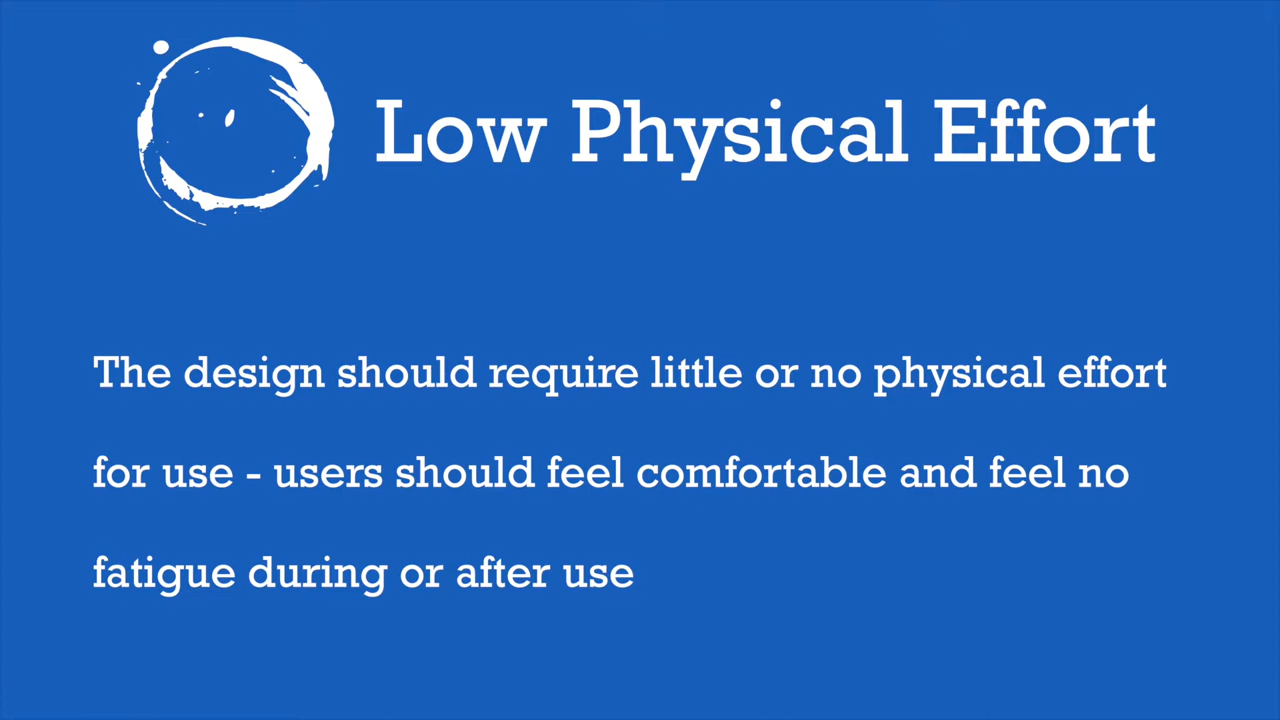 Low Physical Effort
The design should require little or no physical effort
for use - users should feel comfortable and feel no
fatigue during or after use